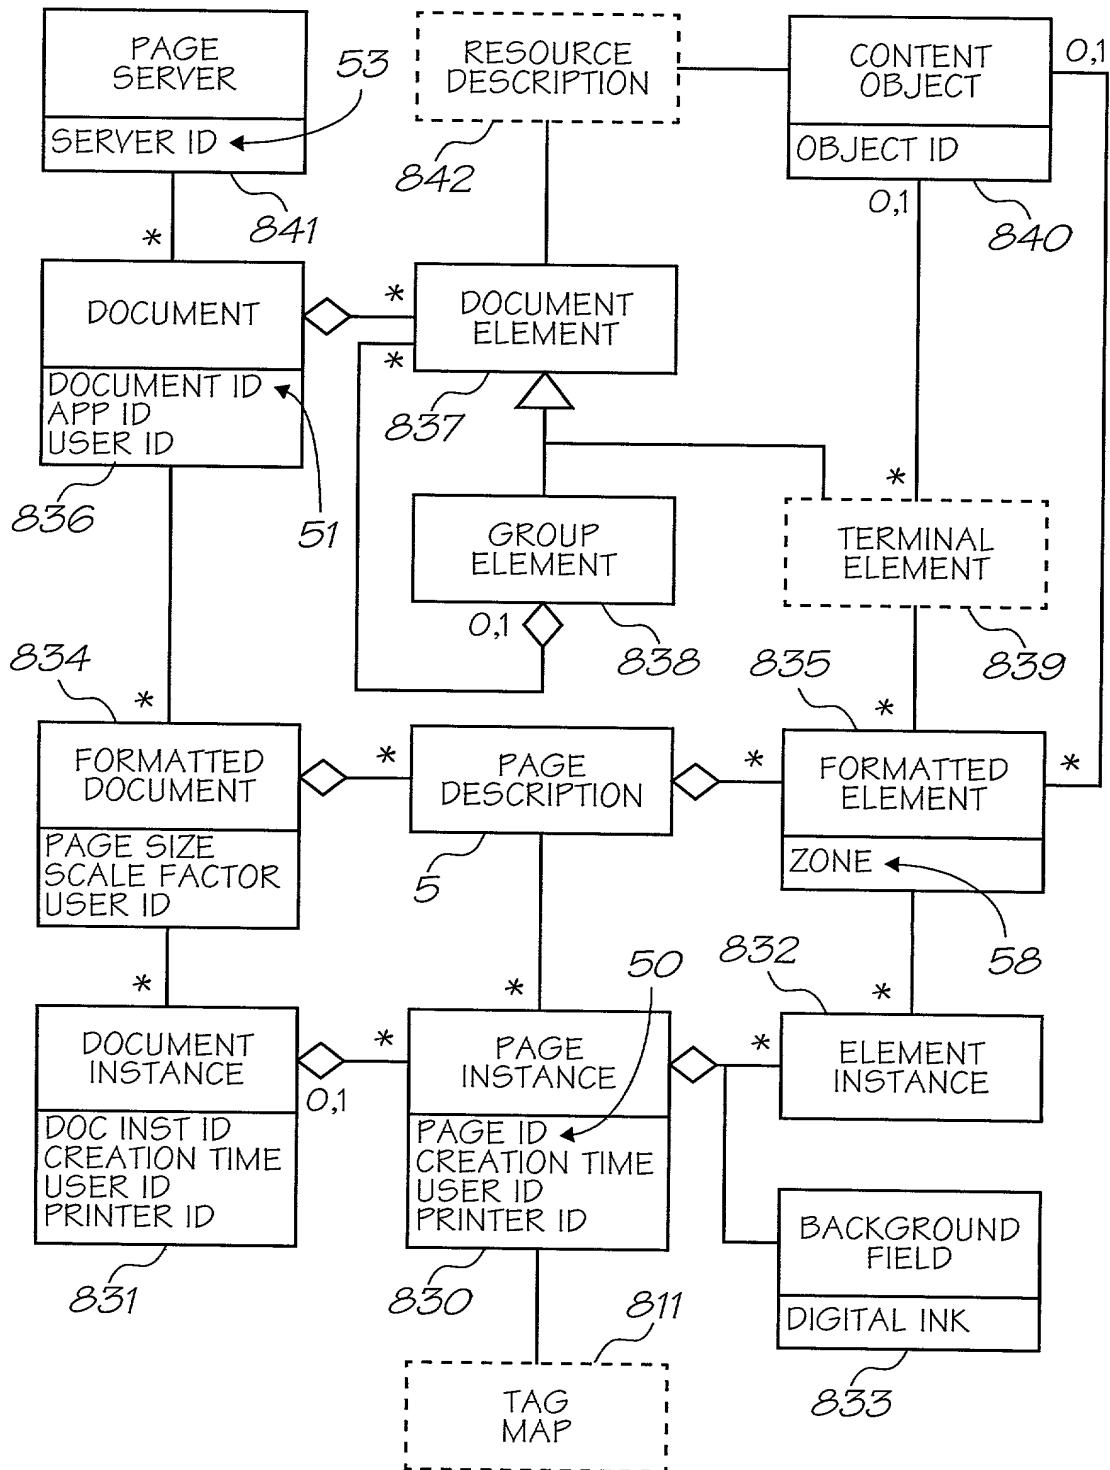 PAGE
SERVER
SERVER ID
53
841
*
RESOURCE
DESCRIPTION
842
CONTENT
OBJECT
OBJECT ID
0,1
0,1
840
DOCUMENT
DOCUMENT ID
APP ID
USER ID
836
51
*
*
DOCUMENT
ELEMENT
837
GROUP
ELEMENT
0,1
838
*
TERMINAL
ELEMENT
839
834
*
FORMATTED
DOCUMENT
PAGE SIZE
SCALE FACTOR
USER ID
*
PAGE
DESCRIPTION
5
835
*
*
*
FORMATTED
ELEMENT
ZONE
58
*
DOCUMENT
INSTANCE
0,1
DOC INST ID
CREATION TIME
USER ID
PRINTER ID
831
*
*
50
PAGE
INSTANCE
PAGE ID
CREATION TIME
USER ID
PRINTER ID
830
832
*
*
ELEMENT
INSTANCE
BACKGROUND
FIELD
DIGITAL INK
833
811
TAG
MAP